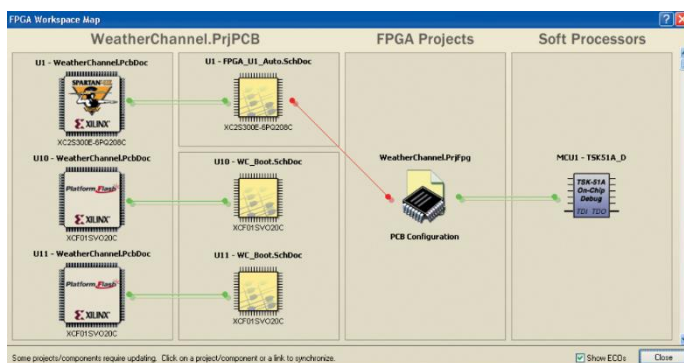 FPGA Workspace Map
WeatherChannel.PrjPCB
FPGA Projects
Soft Processors
U1 - WeatherChannel.PcbDoc
SPARTAN-IIE
XILINX
XC2S300E-6PQ208C
U1 - FPGA_U1_Auto.SchDoc
XC2S300E-6PQ208C
U10 - WeatherChannel.PcbDoc
Platform Flash
XILINX
XCF01SVO20C
U10 - WC_Boot.SchDoc
XCF01SVO20C
U11 - WeatherChannel.PcbDoc
Platform Flash
XILINX
XCF01SVO20C
U11 - WC_Boot.SchDoc
XCF01SVO20C
WeatherChannel.PrjFpg
PCB Configuration
MCU1 - TSK51A_D
TSK-51A
On-Chip
Debug
TDI TDO
Some projects/components require updating. Click on a project/component or a link to synchronize.
Show ECOs
Close